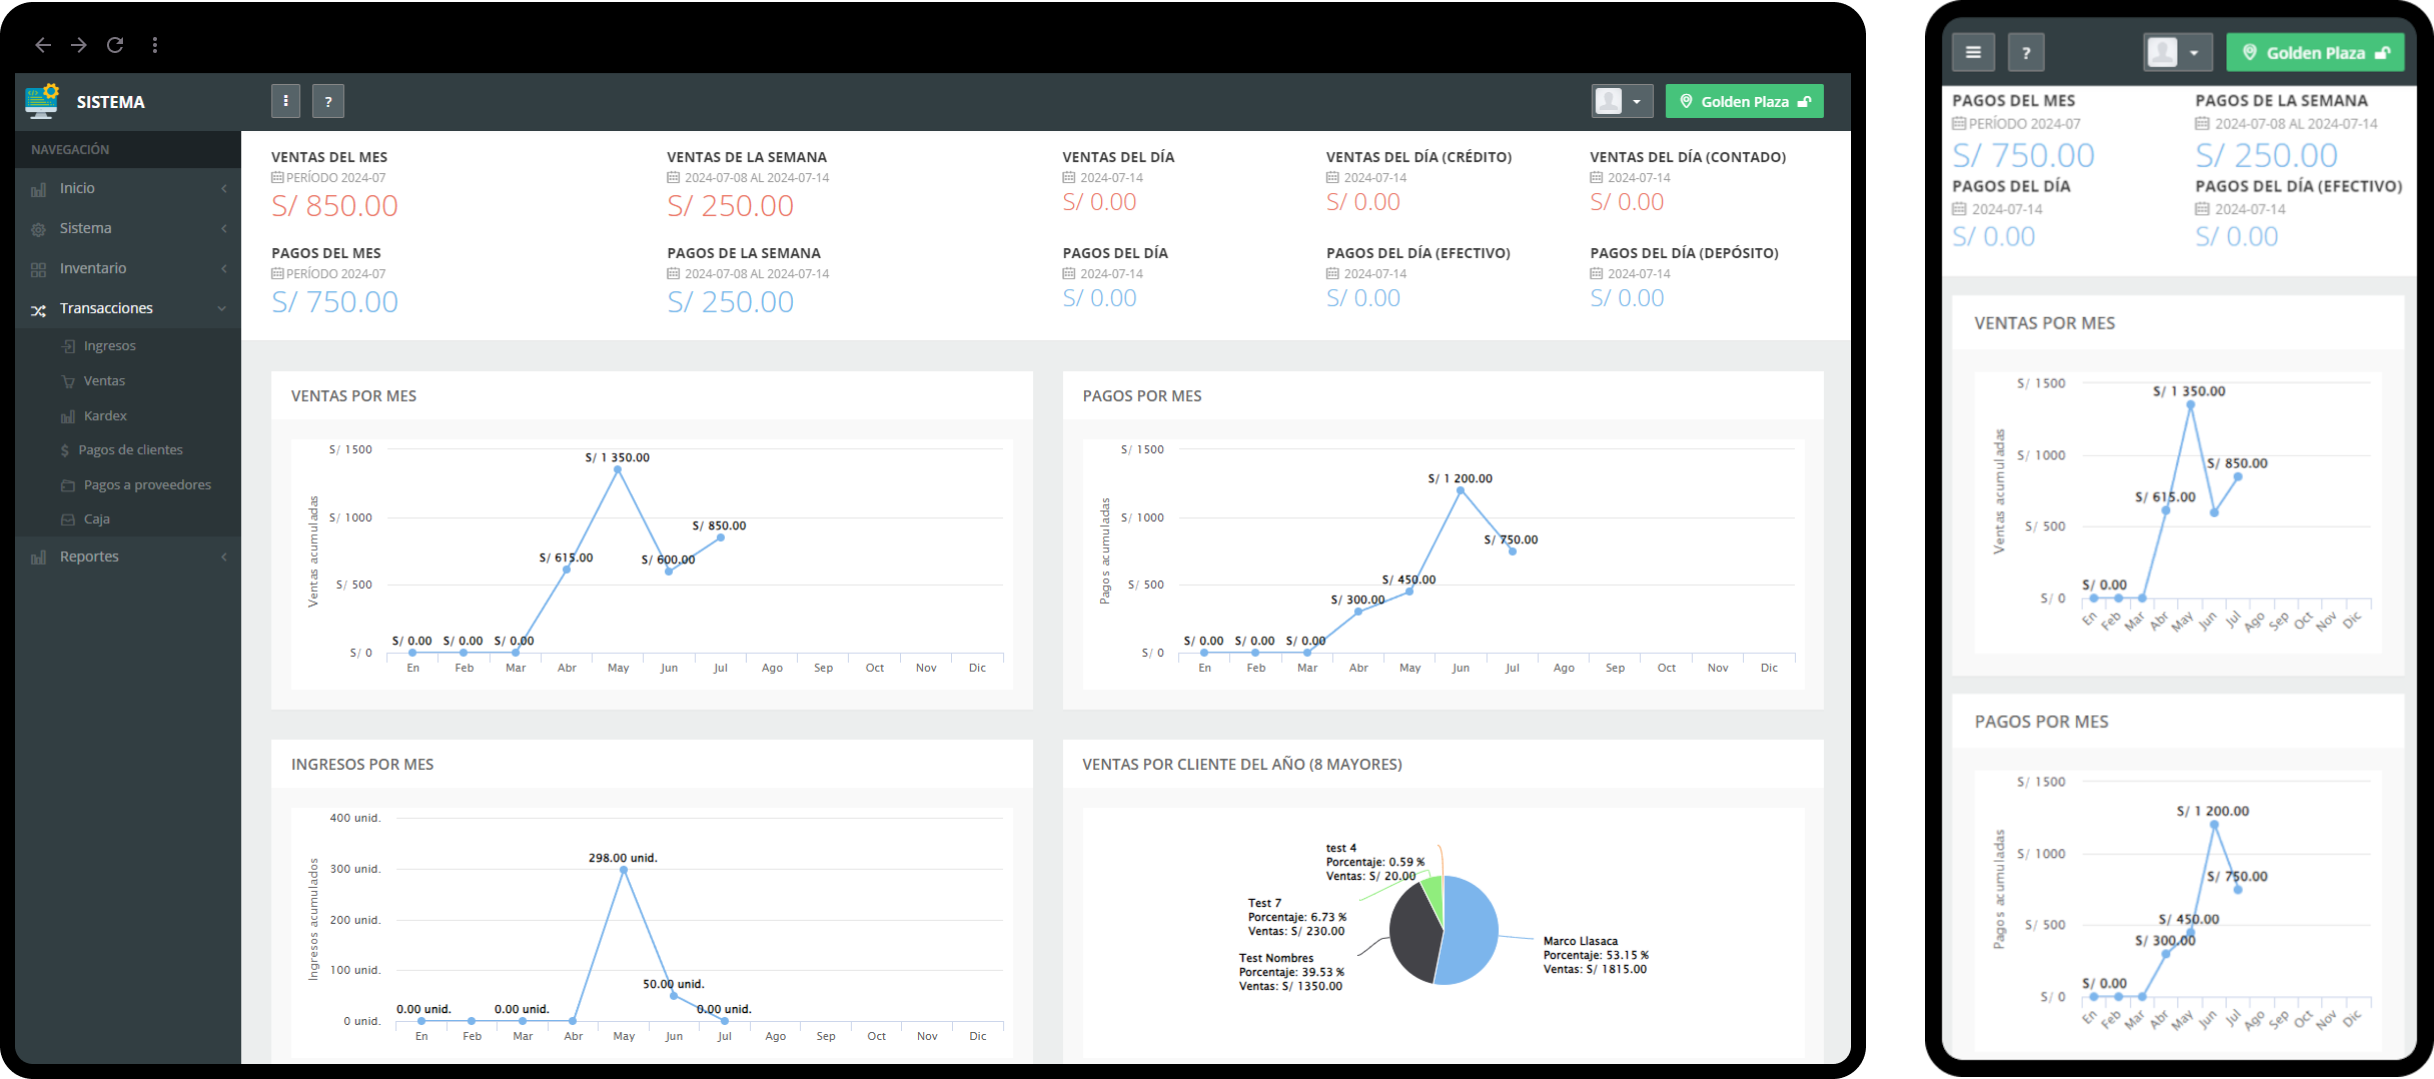 SISTEMA
?
Golden Plaza
NAVEGACIÓN
Inicio
Sistema
Inventario
Transacciones
Ingresos
Ventas
Kardex
$ Pagos de clientes
Pagos a proveedores
Caja
Reportes
VENTAS DEL MES
PERÍODO 2024-07
S/ 850.00
VENTAS DE LA SEMANA
2024-07-08 AL 2024-07-14
S/ 250.00
VENTAS DEL DÍA
2024-07-14
S/ 0.00
VENTAS DEL DÍA (CRÉDITO)
2024-07-14
S/ 0.00
VENTAS DEL DÍA (CONTADO)
2024-07-14
S/ 0.00
PAGOS DEL MES
PERÍODO 2024-07
S/ 750.00
PAGOS DE LA SEMANA
2024-07-08 AL 2024-07-14
S/ 250.00
PAGOS DEL DÍA
2024-07-14
S/ 0.00
PAGOS DEL DÍA (EFECTIVO)
2024-07-14
S/ 0.00
PAGOS DEL DÍA (DEPÓSITO)
2024-07-14
S/ 0.00
VENTAS POR MES
Ventas acumuladas
S/ 1500
S/ 1000
S/ 500
S/ 0
S/ 0.00 S/ 0.00 S/ 0.00 S/ 615.00 S/ 1 350.00 S/ 600.00 S/ 850.00
En Feb Mar Abr May Jun Jul Ago Sep Oct Nov Dic
PAGOS POR MES
Pagos acumuladas
S/ 1500
S/ 1000
S/ 500
S/ 0
S/ 0.00 S/ 0.00 S/ 0.00 S/ 300.00 S/ 450.00 S/ 1 200.00 S/ 750.00
En Feb Mar Abr May Jun Jul Ago Sep Oct Nov Dic
INGRESOS POR MES
Ingresos acumulados
400 unid.
300 unid.
200 unid.
100 unid.
0 unid.
0.00 unid. 0.00 unid. 298.00 unid. 50.00 unid. 0.00 unid.
En Feb Mar Abr May Jun Jul Ago Sep Oct Nov Dic
VENTAS POR CLIENTE DEL AÑO (8 MAYORES)
test 4
Porcentaje: 0.59 %
Ventas: S/ 20.00
Test 7
Porcentaje: 6.73 %
Ventas: S/ 230.00
Test Nombres
Porcentaje: 39.53 %
Ventas: S/ 1350.00
Marco Llasaca
Porcentaje: 53.15 %
Ventas: S/ 1815.00
?
Golden Plaza
PAGOS DEL MES
PERÍODO 2024-07
S/ 750.00
PAGOS DE LA SEMANA
2024-07-08 AL 2024-07-14
S/ 250.00
PAGOS DEL DÍA
2024-07-14
S/ 0.00
PAGOS DEL DÍA (EFECTIVO)
2024-07-14
S/ 0.00
VENTAS POR MES
Ventas acumuladas
S/ 1500
S/ 1000
S/ 500
S/ 0
S/ 0.00 S/ 615.00 S/ 1 350.00 S/ 850.00
En Feb Mar Abr May Jun Jul Ago Sep Oct Nov Dic
PAGOS POR MES
Pagos acumuladas
S/ 1500
S/ 1000
S/ 500
S/ 0
S/ 0.00 S/ 300.00 S/ 450.00 S/ 1 200.00 S/ 750.00
En Feb Mar Abr May Jun Jul Ago Sep Oct Nov Dic